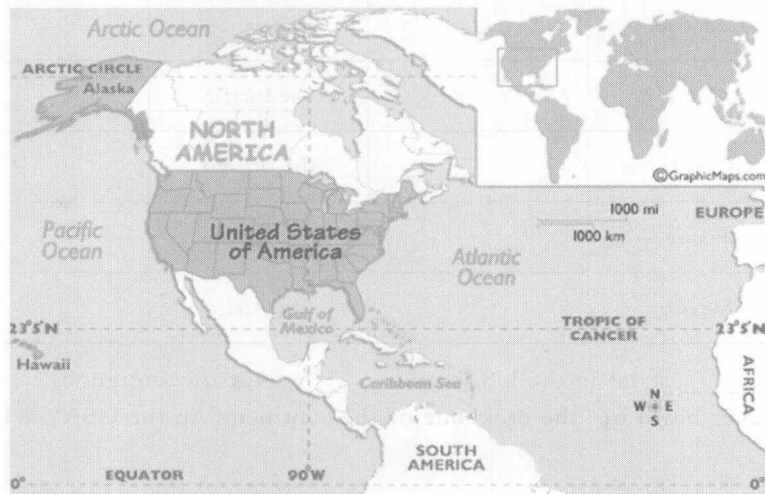 Arctic Ocean
ARCTIC CIRCLE
Alaska
NORTH
AMERICA
©GraphicMaps.com
1000 mi
1000 km
EUROPE
Pacific
Ocean
United States
of America
Atlantic
Ocean
Gulf of
Mexico
23°5'N
TROPIC OF
CANCER
23°5'N
Hawaii
Caribbean Sea
AFRICA
N
W E
S
SOUTH
AMERICA
EQUATOR
90°W
0°
0°